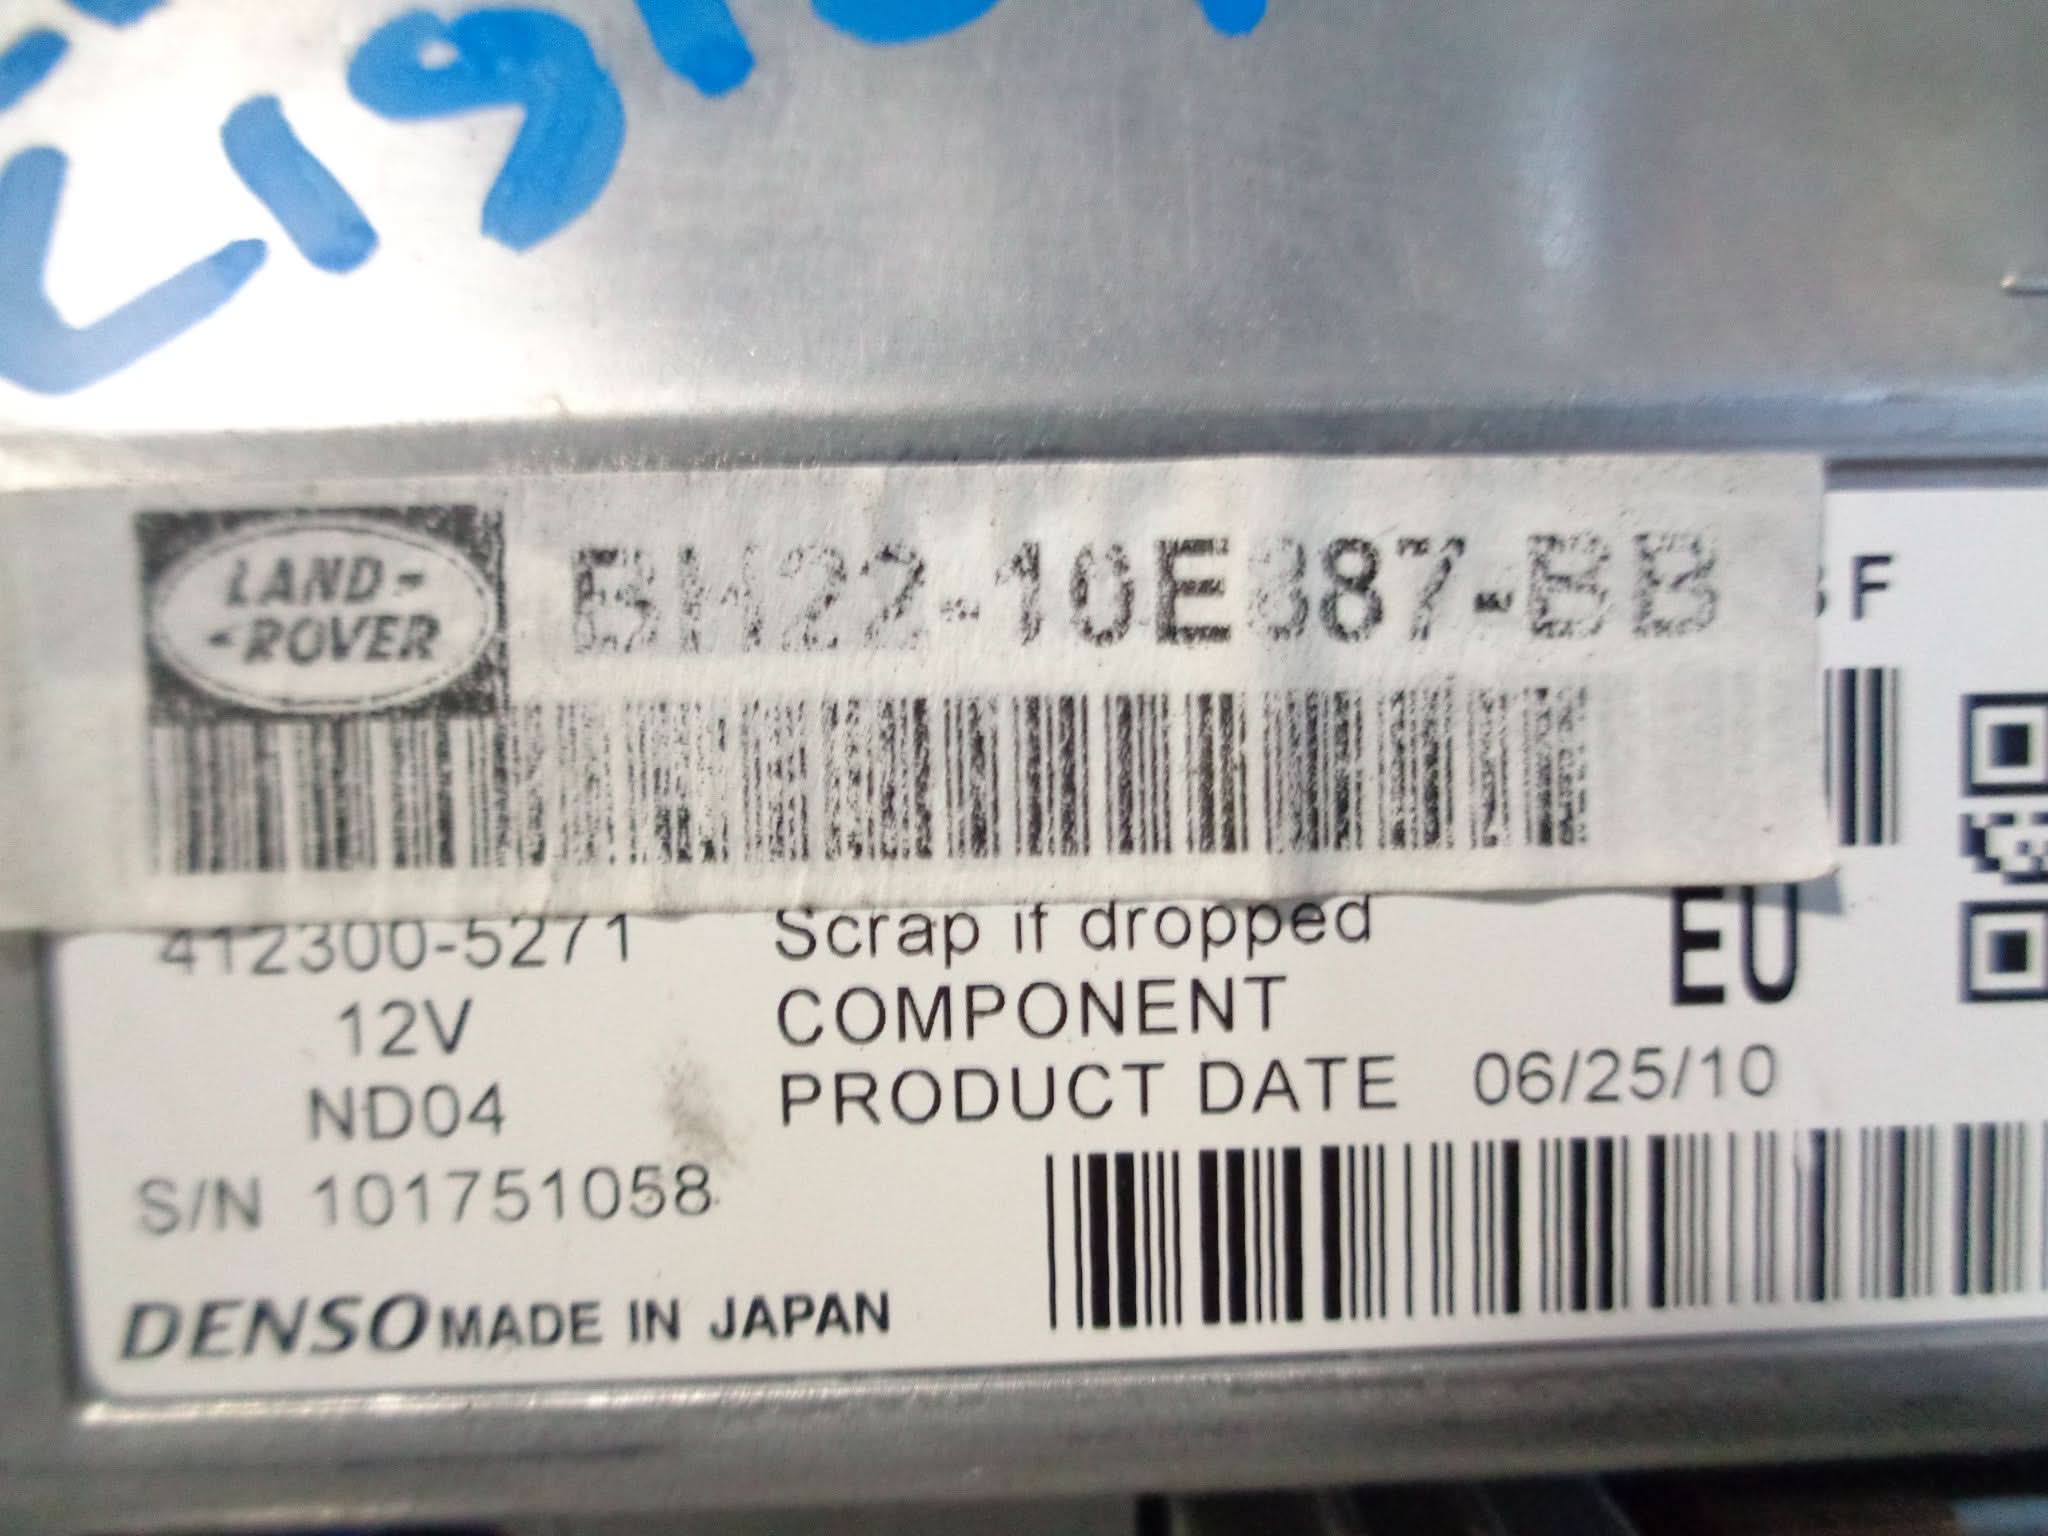 LAND-
-ROVER
BH22-10E887-BB
F
412300-5271
Scrap if dropped
EU
12V
COMPONENT
ND04
PRODUCT DATE 06/25/10
S/N 101751058
DENSO MADE IN JAPAN